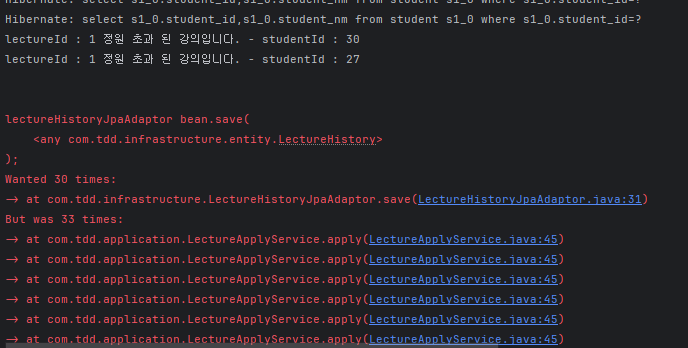 Hibernate: select s1_0.student_id,s1_0.student_nm from student s1_0 where s1_0.student_id=?
Hibernate: select s1_0.student_id,s1_0.student_nm from student s1_0 where s1_0.student_id=?
lectureId : 1 정원 초과 된 강의입니다. - studentId : 30
lectureId : 1 정원 초과 된 강의입니다. - studentId : 27
lectureHistoryJpaAdaptor bean.save(
    <any com.tdd.infrastructure.entity.LectureHistory>
);
Wanted 30 times:
-> at com.tdd.infrastructure.LectureHistoryJpaAdaptor.save(LectureHistoryJpaAdaptor.java:31)
But was 33 times:
-> at com.tdd.application.LectureApplyService.apply(LectureApplyService.java:45)
-> at com.tdd.application.LectureApplyService.apply(LectureApplyService.java:45)
-> at com.tdd.application.LectureApplyService.apply(LectureApplyService.java:45)
-> at com.tdd.application.LectureApplyService.apply(LectureApplyService.java:45)
-> at com.tdd.application.LectureApplyService.apply(LectureApplyService.java:45)
-> at com.tdd.application.LectureApplyService.apply(LectureApplyService.java:45)